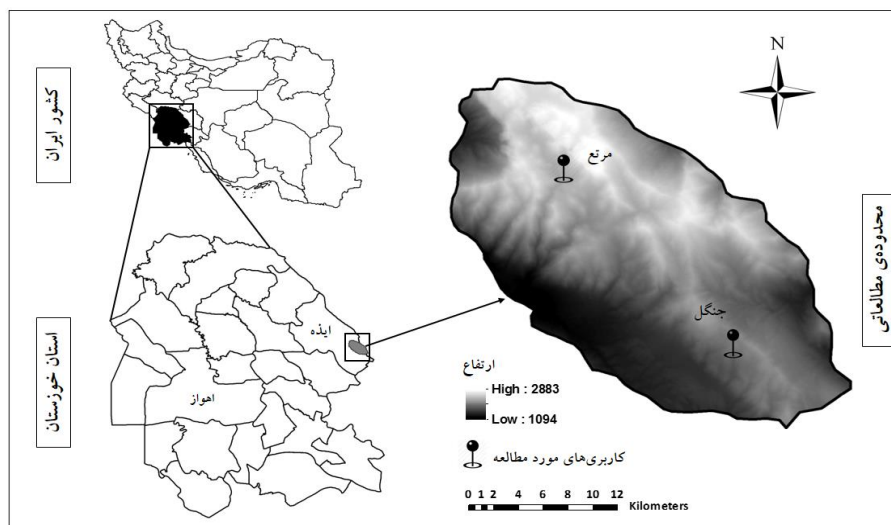 کشور ایران
استان خوزستان
ایذه
اهواز
N
مرتع
جنگل
محدوده‌ی مطالعاتی
ارتفاع
High : 2883
Low : 1094
کاربری‌های مورد مطالعه
0 1 2 4 6 8 10 12
Kilometers